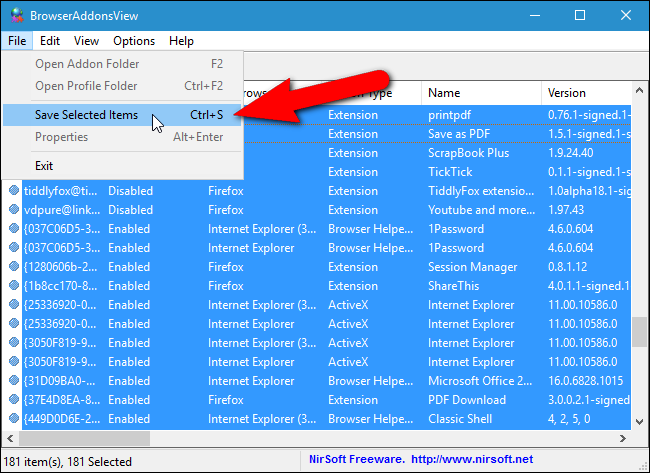 BrowserAddonsView
File Edit View Options Help
Open Addon Folder F2
Open Profile Folder Ctrl+F2
Save Selected Items Ctrl+S
Properties Alt+Enter
Exit
Name Version
Extension printpdf 0.76.1-signed.1-
Extension Save as PDF 1.5.1-signed.1-
Extension ScrapBook Plus 1.9.24.40
Extension TickTick 0.1.1-signed.1-
tiddlyfox@ti... Disabled Firefox Extension TiddlyFox extensio... 1.0alpha18.1-si
vdpure@link... Disabled Firefox Extension Youtube and more... 1.97.43
{037C06D5-3... Enabled Internet Explorer (3... Browser Helpe... 1Password 4.6.0.604
{037C06D5-3... Enabled Internet Explorer Browser Helpe... 1Password 4.6.0.604
{1280606b-2... Enabled Firefox Extension Session Manager 0.8.1.12
{1b8cc170-8... Enabled Firefox Extension ShareThis 4.0.1.1-signed.1
{25336920-0... Enabled Internet Explorer (3... ActiveX Internet Explorer 11.00.10586.0
{25336920-0... Enabled Internet Explorer ActiveX Internet Explorer 11.00.10586.0
{3050F819-9... Enabled Internet Explorer (3... ActiveX Internet Explorer 11.00.10586.0
{3050F819-9... Enabled Internet Explorer ActiveX Internet Explorer 11.00.10586.0
{31D09BA0-... Enabled Internet Explorer (3... Browser Helpe... Microsoft Office 2... 16.0.6828.1015
{37E4D8EA-8... Enabled Firefox Extension PDF Download 3.0.0.2.1-signed
{449D0D6E-2... Enabled Internet Explorer (3... Browser Helpe... Classic Shell 4, 2, 5, 0
181 item(s), 181 Selected NirSoft Freeware. http://www.nirsoft.net